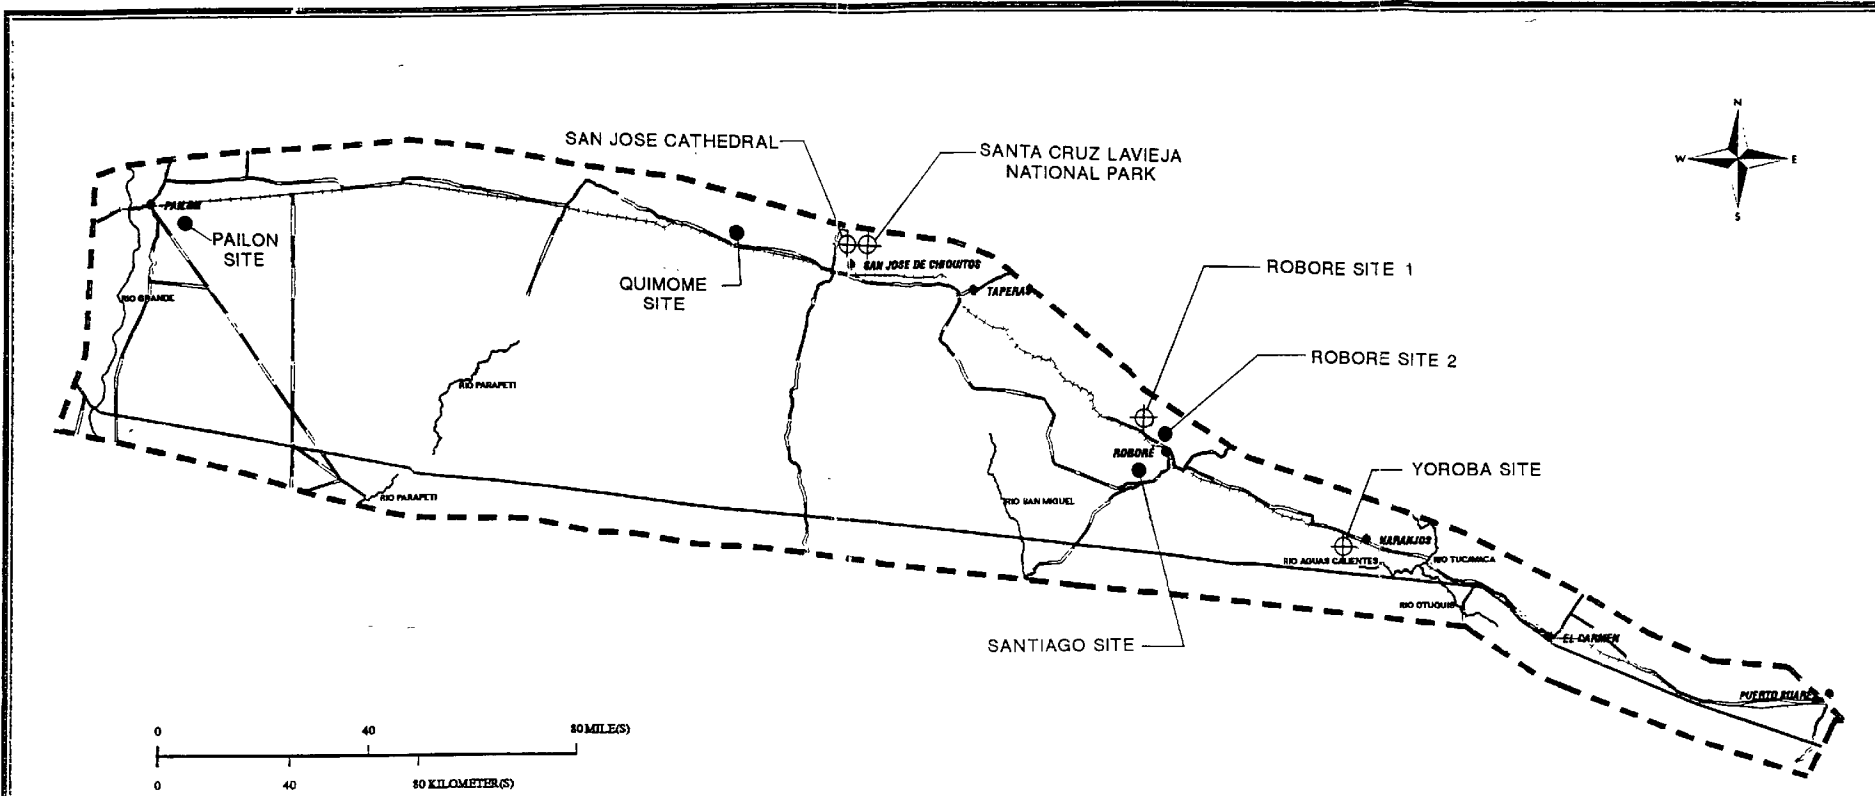 N
W E
S
SAN JOSE CATHEDRAL
SANTA CRUZ LAVIEJA
NATIONAL PARK
PAILON
PAILON
SITE
QUIMOME
SITE
SAN JOSE DE CHIQUITOS
TAPERAS
ROBORE SITE 1
ROBORE SITE 2
RIO GRANDE
RIO PARAPETI
ROBORE
YOROBA SITE
RIO PARAPETI
RIO SAN MIGUEL
NARANJOS
RIO AGUAS CALIENTES
RIO TUCAVACA
RIO OTUQUIS
SANTIAGO SITE
EL CARMEN
PUERTO SUAREZ
0 40 80 MILE(S)
0 40 80 KILOMETER(S)